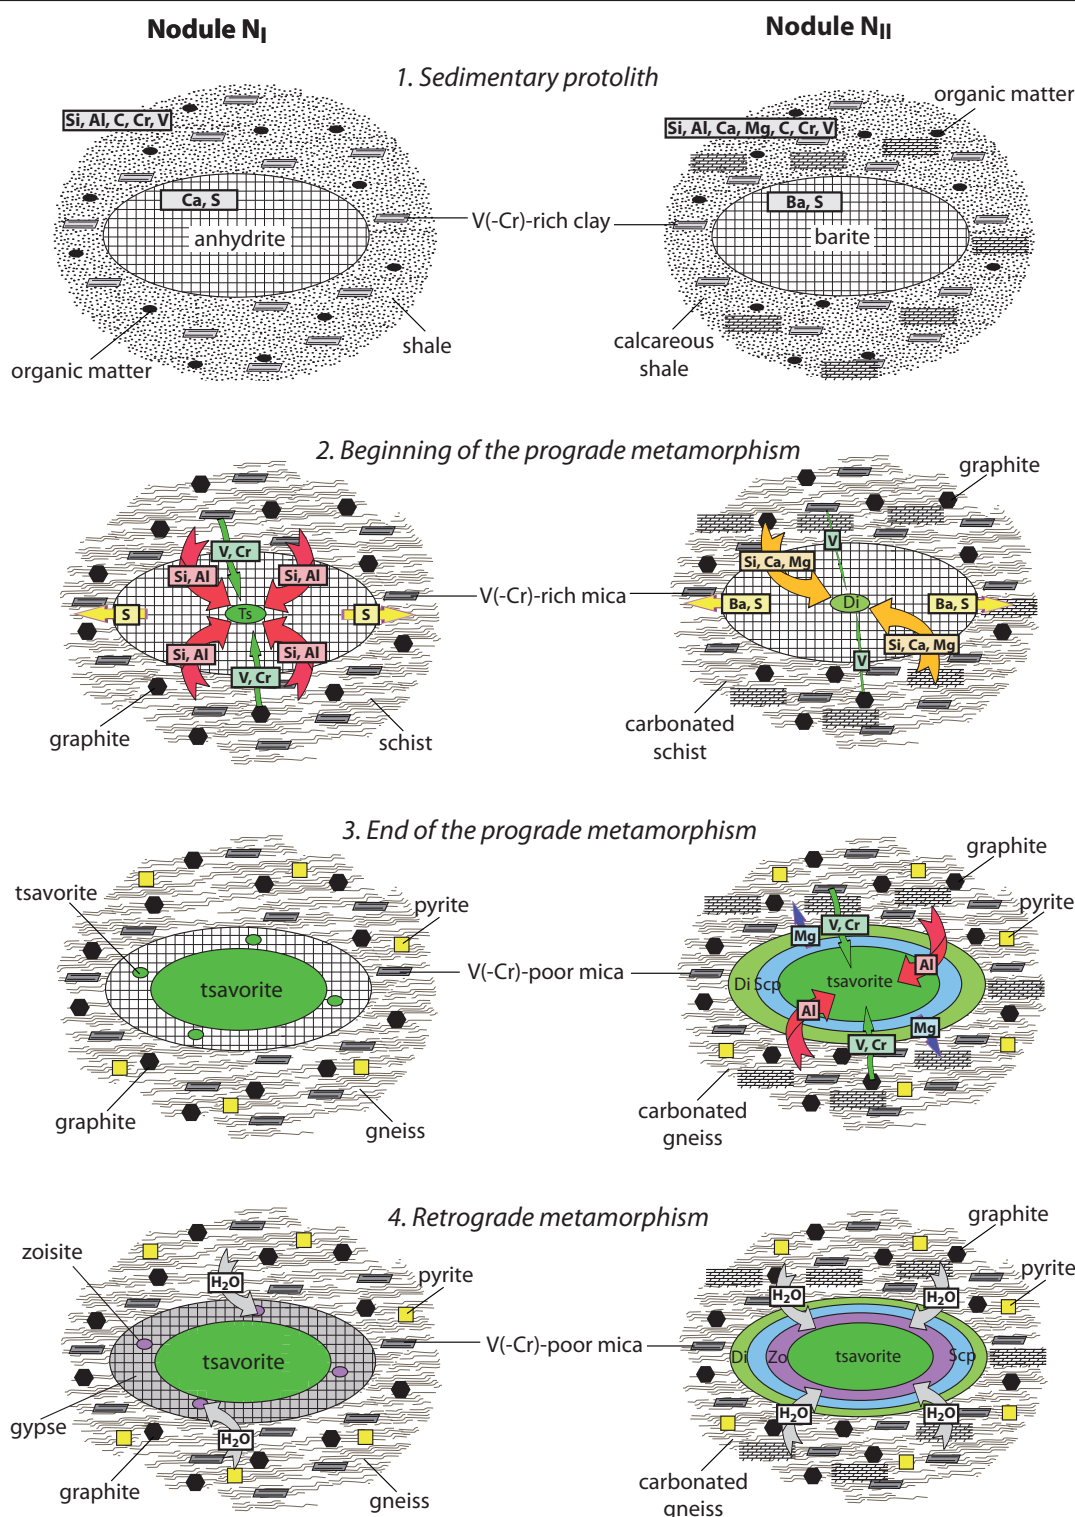 Nodule NI
Nodule NII
1. Sedimentary protolith
Si, Al, C, Cr, V
Si, Al, Ca, Mg, C, Cr, V
organic matter
Ca, S
Ba, S
V(-Cr)-rich clay
anhydrite
barite
shale
organic matter
calcareous
shale
2. Beginning of the prograde metamorphism
graphite
V, Cr
Si, Al
Si, Al
S
Ts
S
Si, Al
Si, Al
V, Cr
V(-Cr)-rich mica
V
Si, Ca, Mg
Ba, S
Di
Ba, S
Si, Ca, Mg
V
graphite
schist
carbonated
schist
3. End of the prograde metamorphism
graphite
tsavorite
pyrite
pyrite
V, Cr
Mg
Al
V(-Cr)-poor mica
tsavorite
Di
Scp
tsavorite
Al
Mg
V, Cr
graphite
gneiss
carbonated
gneiss
4. Retrograde metamorphism
graphite
zoisite
pyrite
pyrite
H2O
H2O
H2O
V(-Cr)-poor mica
tsavorite
Di
Zo
tsavorite
Scp
gypse
H2O
H2O
H2O
graphite
gneiss
carbonated
gneiss